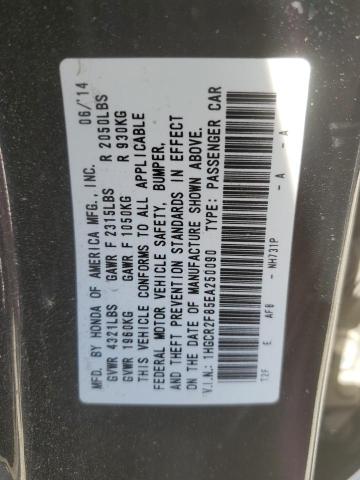 MFD. BY HONDA OF AMERICA MFG., INC. 06/'14
GVWR 4321LBS GAWR F 2315LBS R 2050LBS
GVWR 1960KG GAWR F 1050KG R 930KG
THIS VEHICLE CONFORMS TO ALL APPLICABLE
FEDERAL MOTOR VEHICLE SAFETY, BUMPER,
AND THEFT PREVENTION STANDARDS IN EFFECT
ON THE DATE OF MANUFACTURE SHOWN ABOVE.
V.I.N.: 1HGCR2F85EA250090 TYPE: PASSENGER CAR
T2F E AFB NH731P - A - A